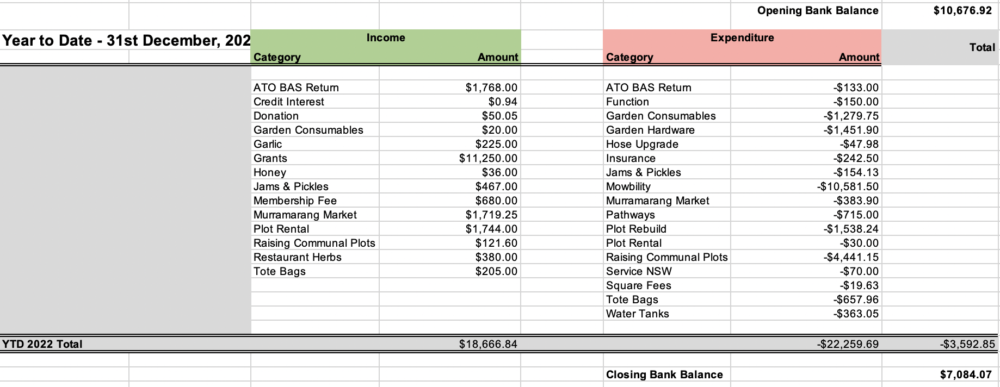 Opening Bank Balance $10,676.92
Year to Date - 31st December, 202 Income Expenditure Total
Category Amount Category Amount
ATO BAS Return $1,768.00 ATO BAS Return -$133.00
Credit Interest $0.94 Function -$150.00
Donation $50.05 Garden Consumables -$1,279.75
Garden Consumables $20.00 Garden Hardware -$1,451.90
Garlic $225.00 Hose Upgrade -$47.98
Grants $11,250.00 Insurance -$242.50
Honey $36.00 Jams & Pickles -$154.13
Jams & Pickles $467.00 Mowbility -$10,581.50
Membership Fee $680.00 Murramarang Market -$383.90
Murramarang Market $1,719.25 Pathways -$715.00
Plot Rental $1,744.00 Plot Rebuild -$1,538.24
Raising Communal Plots $121.60 Plot Rental -$30.00
Restaurant Herbs $380.00 Raising Communal Plots -$4,441.15
Tote Bags $205.00 Service NSW -$70.00
Square Fees -$19.63
Tote Bags -$657.96
Water Tanks -$363.05
YTD 2022 Total $18,666.84 -$22,259.69 -$3,592.85
Closing Bank Balance $7,084.07